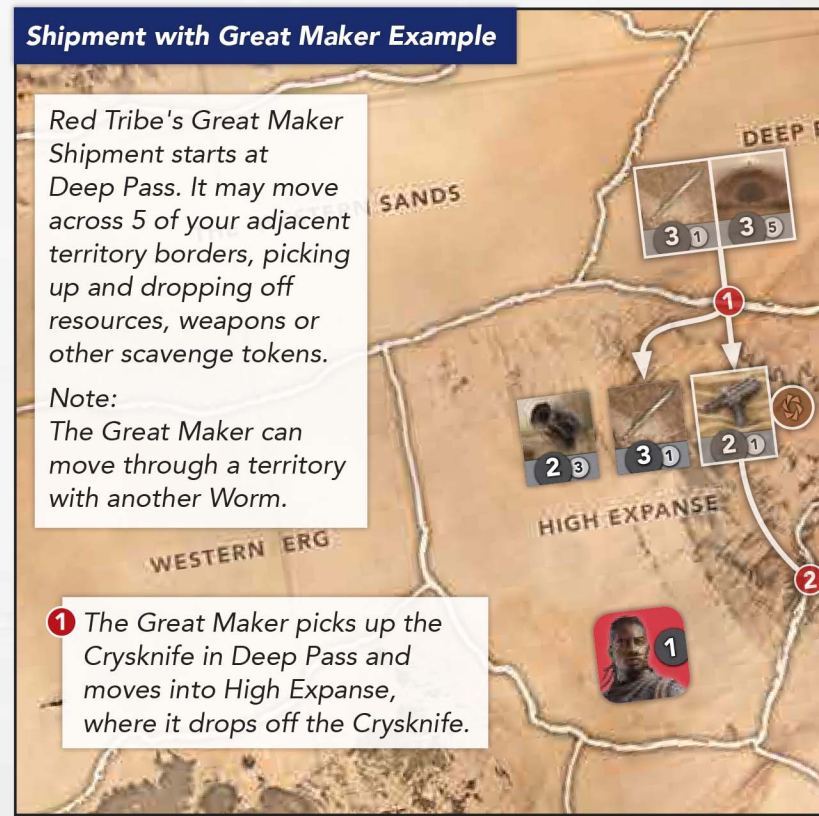 Shipment with Great Maker Example
Red Tribe's Great Maker
Shipment starts at
Deep Pass. It may move
across 5 of your adjacent
territory borders, picking
up and dropping off
resources, weapons or
other scavenge tokens.
Note:
The Great Maker can
move through a territory
with another Worm.
SANDS
DEEP
3 1
3 5
1
2 3
3 1
2 1
HIGH EXPANSE
2
WESTERN ERG
1
1 The Great Maker picks up the
Crysknife in Deep Pass and
moves into High Expanse,
where it drops off the Crysknife.